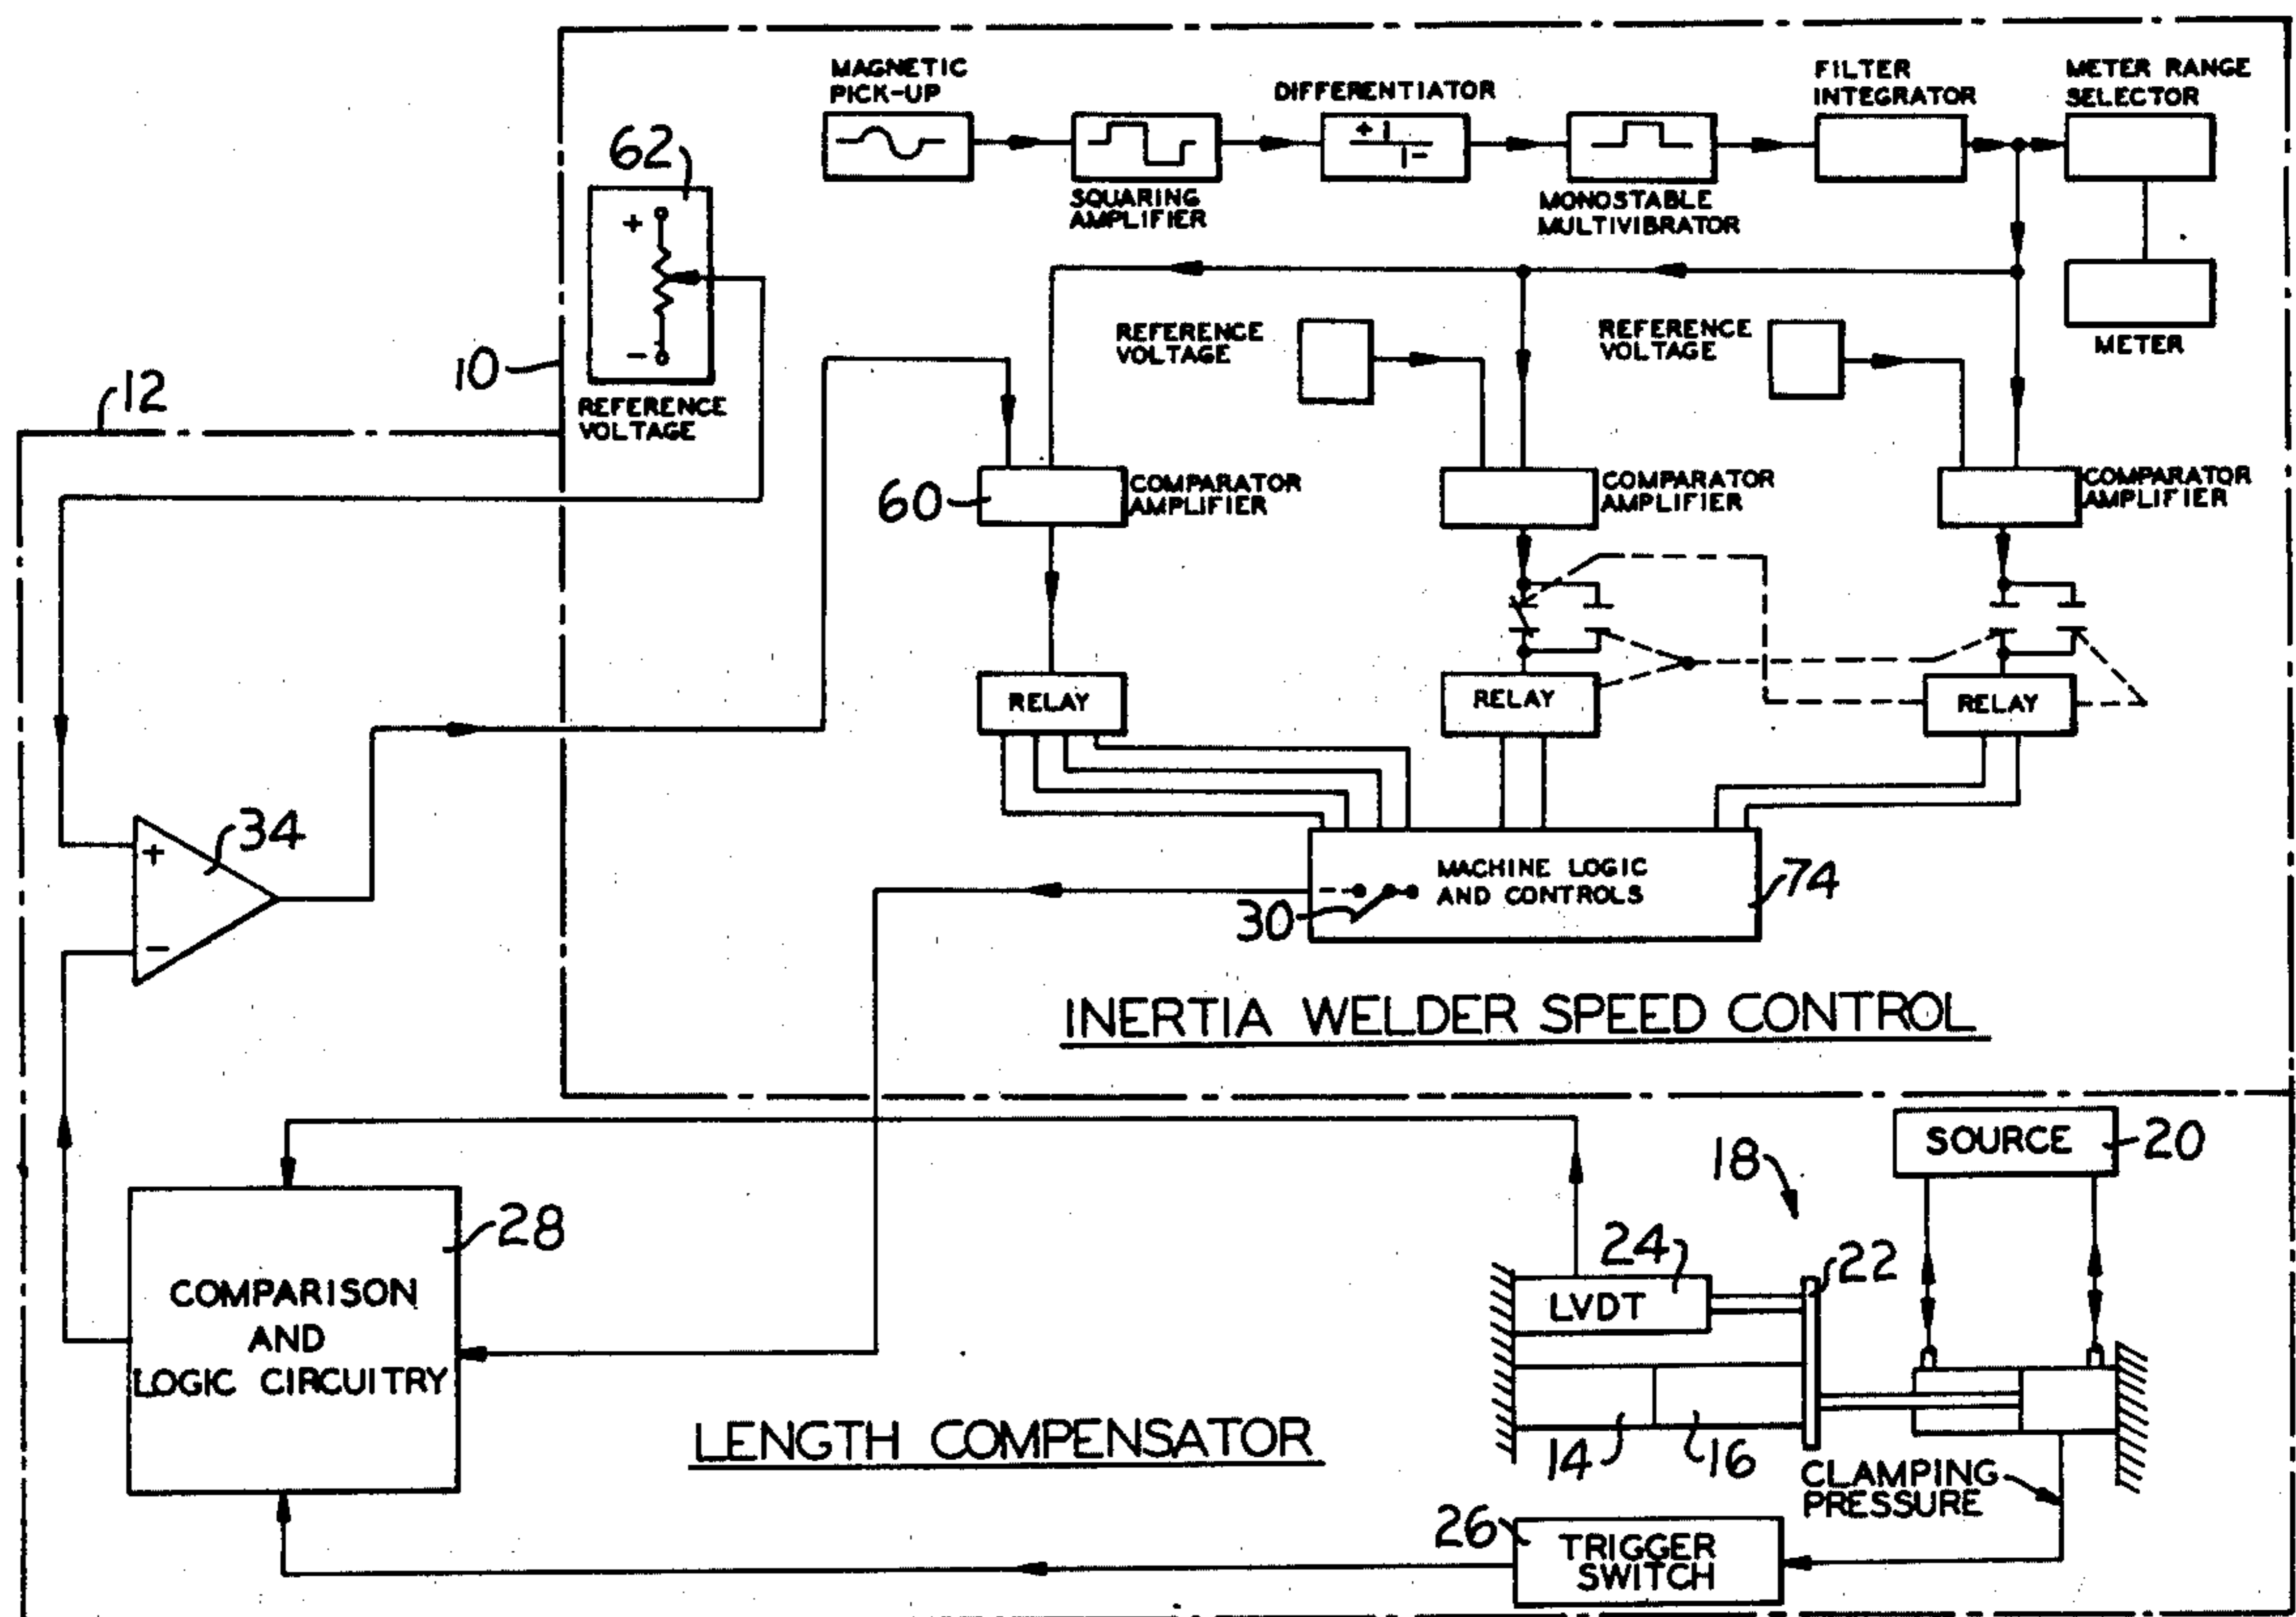 MAGNETIC
PICK-UP
DIFFERENTIATOR
FILTER
INTEGRATOR
METER RANGE
SELECTOR
62
+
-
REFERENCE
VOLTAGE
+
-
SQUARING
AMPLIFIER
MONOSTABLE
MULTIVIBRATOR
METER
REFERENCE
VOLTAGE
REFERENCE
VOLTAGE
10
12
60
COMPARATOR
AMPLIFIER
COMPARATOR
AMPLIFIER
COMPARATOR
AMPLIFIER
RELAY
RELAY
RELAY
34
+
-
MACHINE LOGIC
AND CONTROLS
30
74
INERTIA WELDER SPEED CONTROL
SOURCE
20
18
28
COMPARISON
AND
LOGIC CIRCUITRY
24
LVDT
22
14
16
LENGTH COMPENSATOR
CLAMPING
PRESSURE
26
TRIGGER
SWITCH